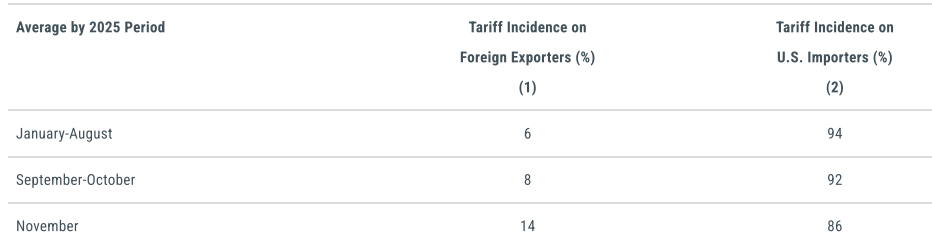 Average by 2025 Period Tariff Incidence on Tariff Incidence on
Foreign Exporters (%) U.S. Importers (%)
(1) (2)
January-August 6 94
September-October 8 92
November 14 86